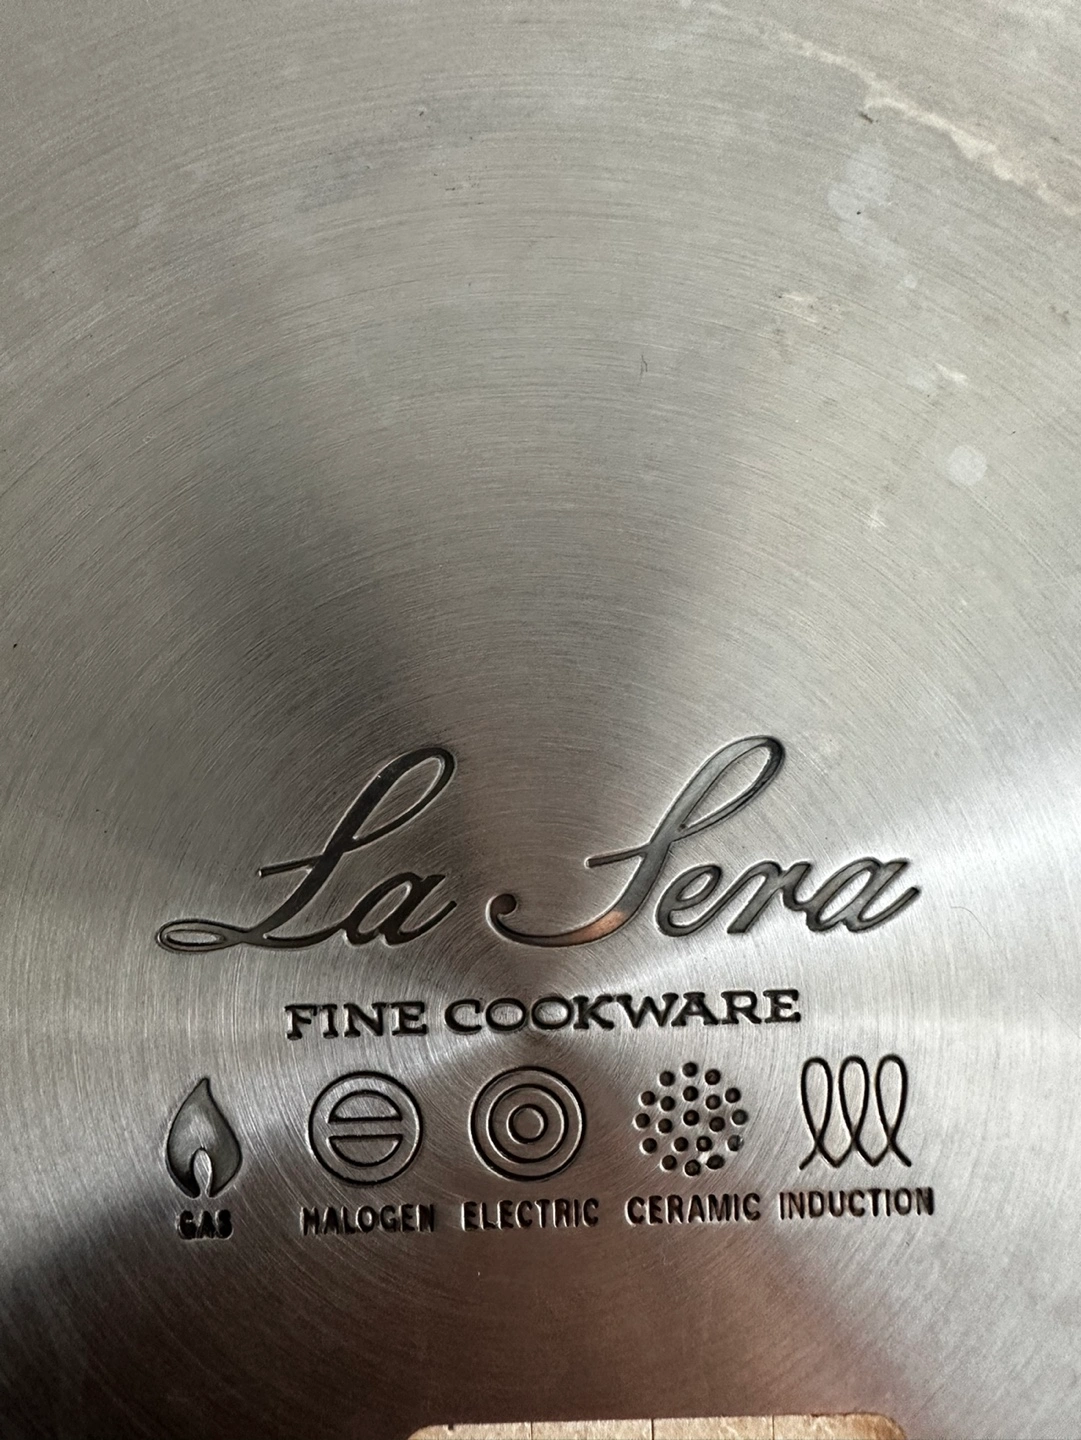 La Sera
FINE COOKWARE
GAS HALOGEN ELECTRIC CERAMIC INDUCTION